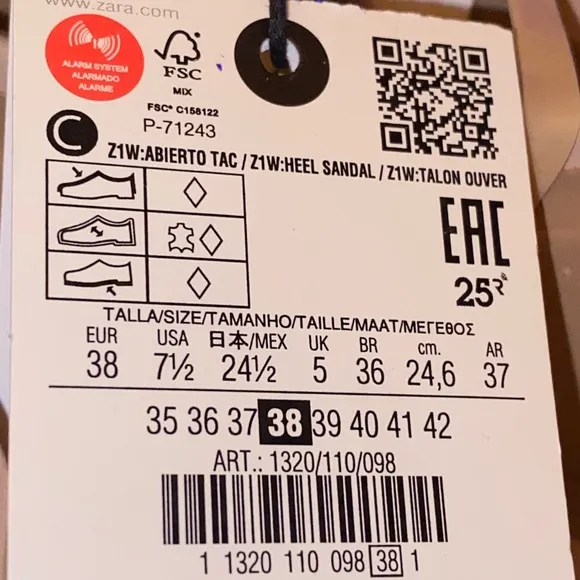 www.zara.com
ALARM SYSTEM
ALARMADO
ALARME
FSC
MIX
FSC® C158122
P-71243
C
Z1W:ABIERTO TAC / Z1W:HEEL SANDAL / Z1W:TALON OUVER
EAC
25R
TALLA/SIZE/TAMANHO/TAILLE/MAAT/ΜΕΓΕΘΟΣ
EUR USA 日本/MEX UK BR cm. AR
38 7½ 24½ 5 36 24,6 37
35 36 37 38 39 40 41 42
ART.: 1320/110/098
1 1320 110 098 38 1